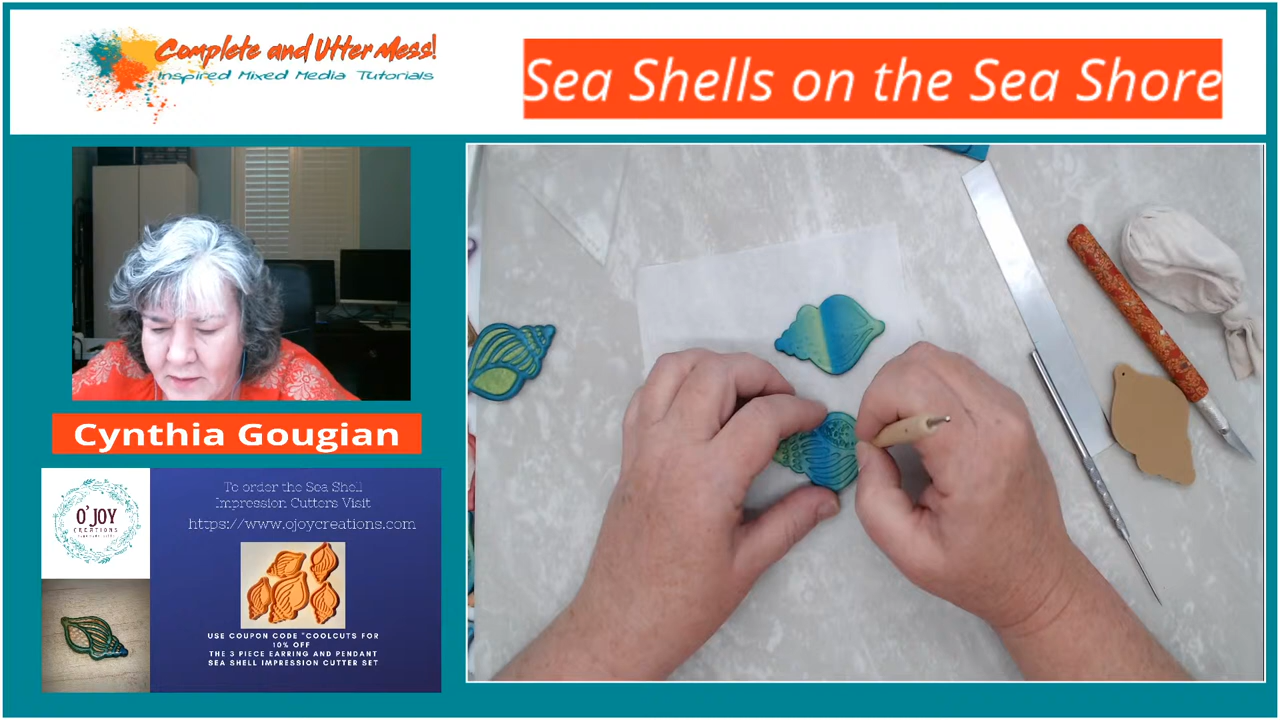 Complete and Utter Mess!
Inspired Mixed Media Tutorials
Sea Shells on the Sea Shore
Cynthia Gougian
O'JOY
CREATIONS
To order the Sea Shell
Impression Cutters Visit
https://www.ojoycreations.com
USE COUPON CODE "COOLCUTS FOR
10% OFF
THE 3 PIECE EARRING AND PENDANT
SEA SHELL IMPRESSION CUTTER SET